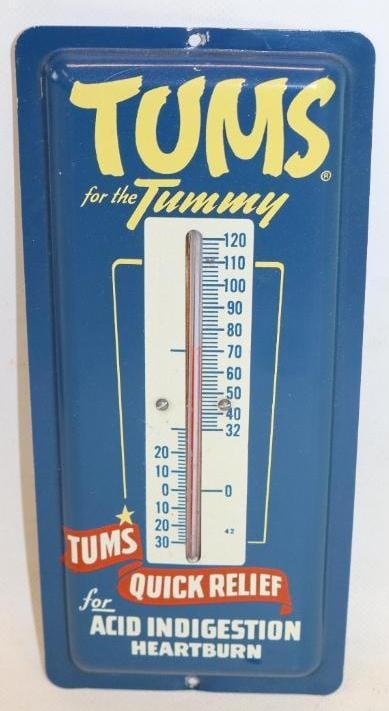 TUMS®
for the Tummy
120
110
100
90
80
70
60
50
40
32
20
10
0 0
10
20
30
42
TUMS
QUICK RELIEF
for
ACID INDIGESTION
HEARTBURN